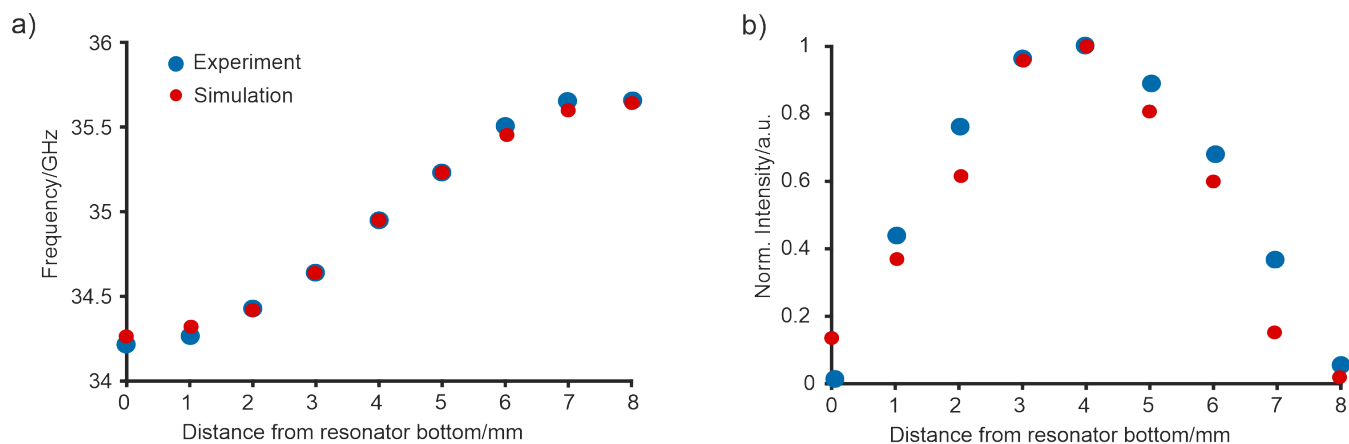 a)
Frequency/GHz
36
35.5
35
34.5
34
Experiment
Simulation
0 1 2 3 4 5 6 7 8
Distance from resonator bottom/mm
b)
Norm. Intensity/a.u.
1
0.8
0.6
0.4
0.2
0
0 1 2 3 4 5 6 7 8
Distance from resonator bottom/mm